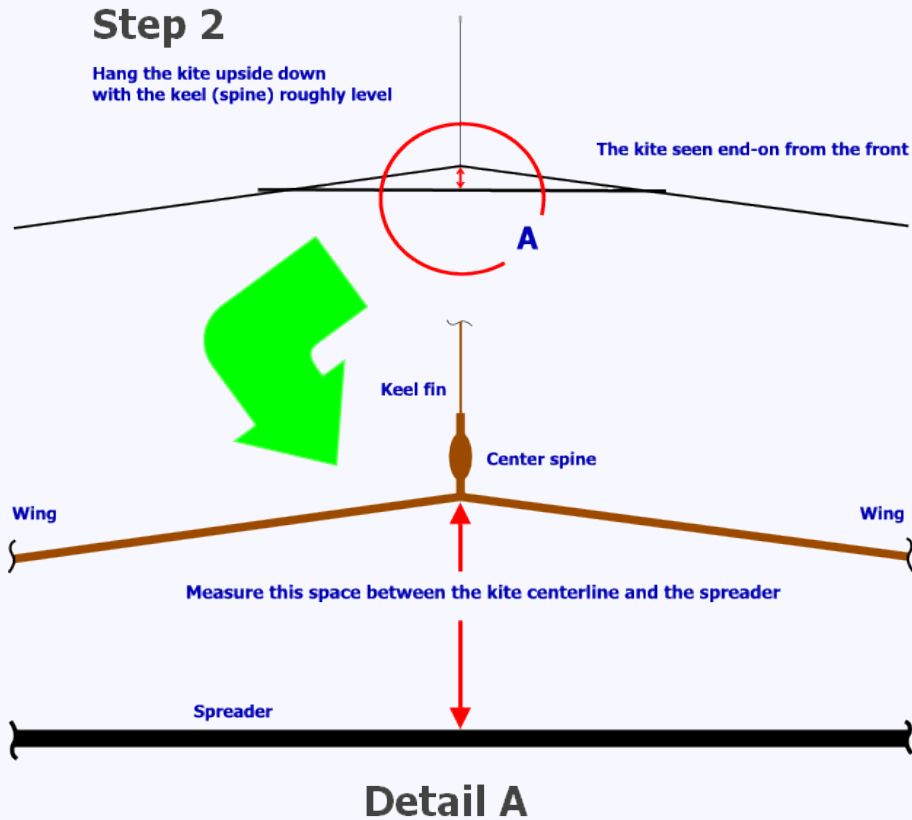 Step 2
Hang the kite upside down
with the keel (spine) roughly level
The kite seen end-on from the front
A
Keel fin
Center spine
Wing
Wing
Measure this space between the kite centerline and the spreader
Spreader
Detail A